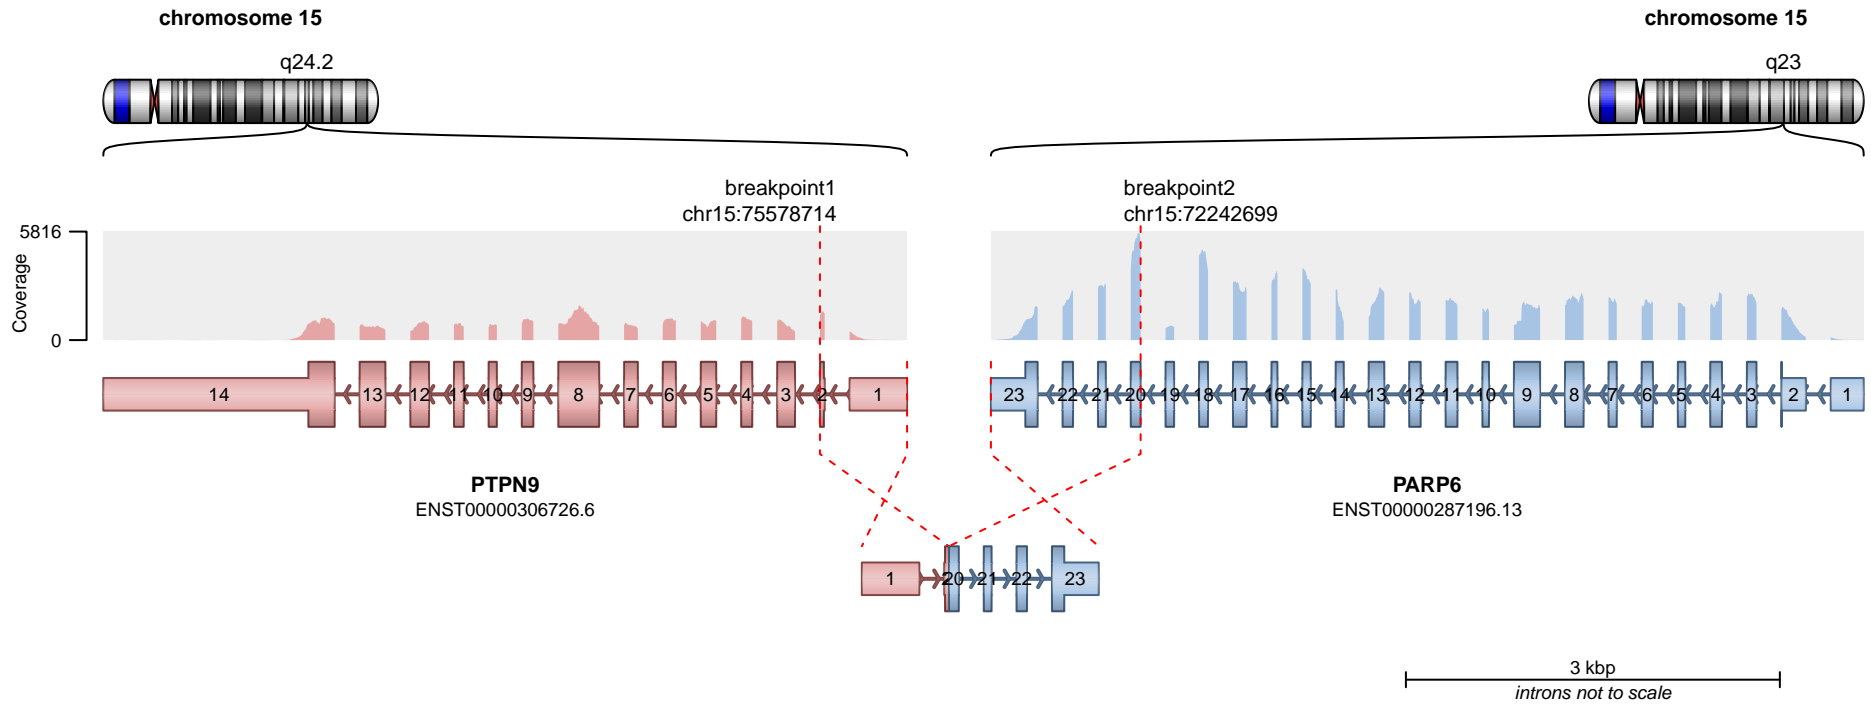 chromosome 15
chromosome 15
q24.2
q23
breakpoint1
chr15:75578714
breakpoint2
chr15:72242699
5816
0
Coverage
14 13 12 11 10 9 8 7 6 5 4 3 2 1
23 22 21 20 19 18 17 16 15 14 13 12 11 10 9 8 7 6 5 4 3 2 1
PTPN9
ENST00000306726.6
PARP6
ENST00000287196.13
1 20 21 22 23
3 kbp
introns not to scale